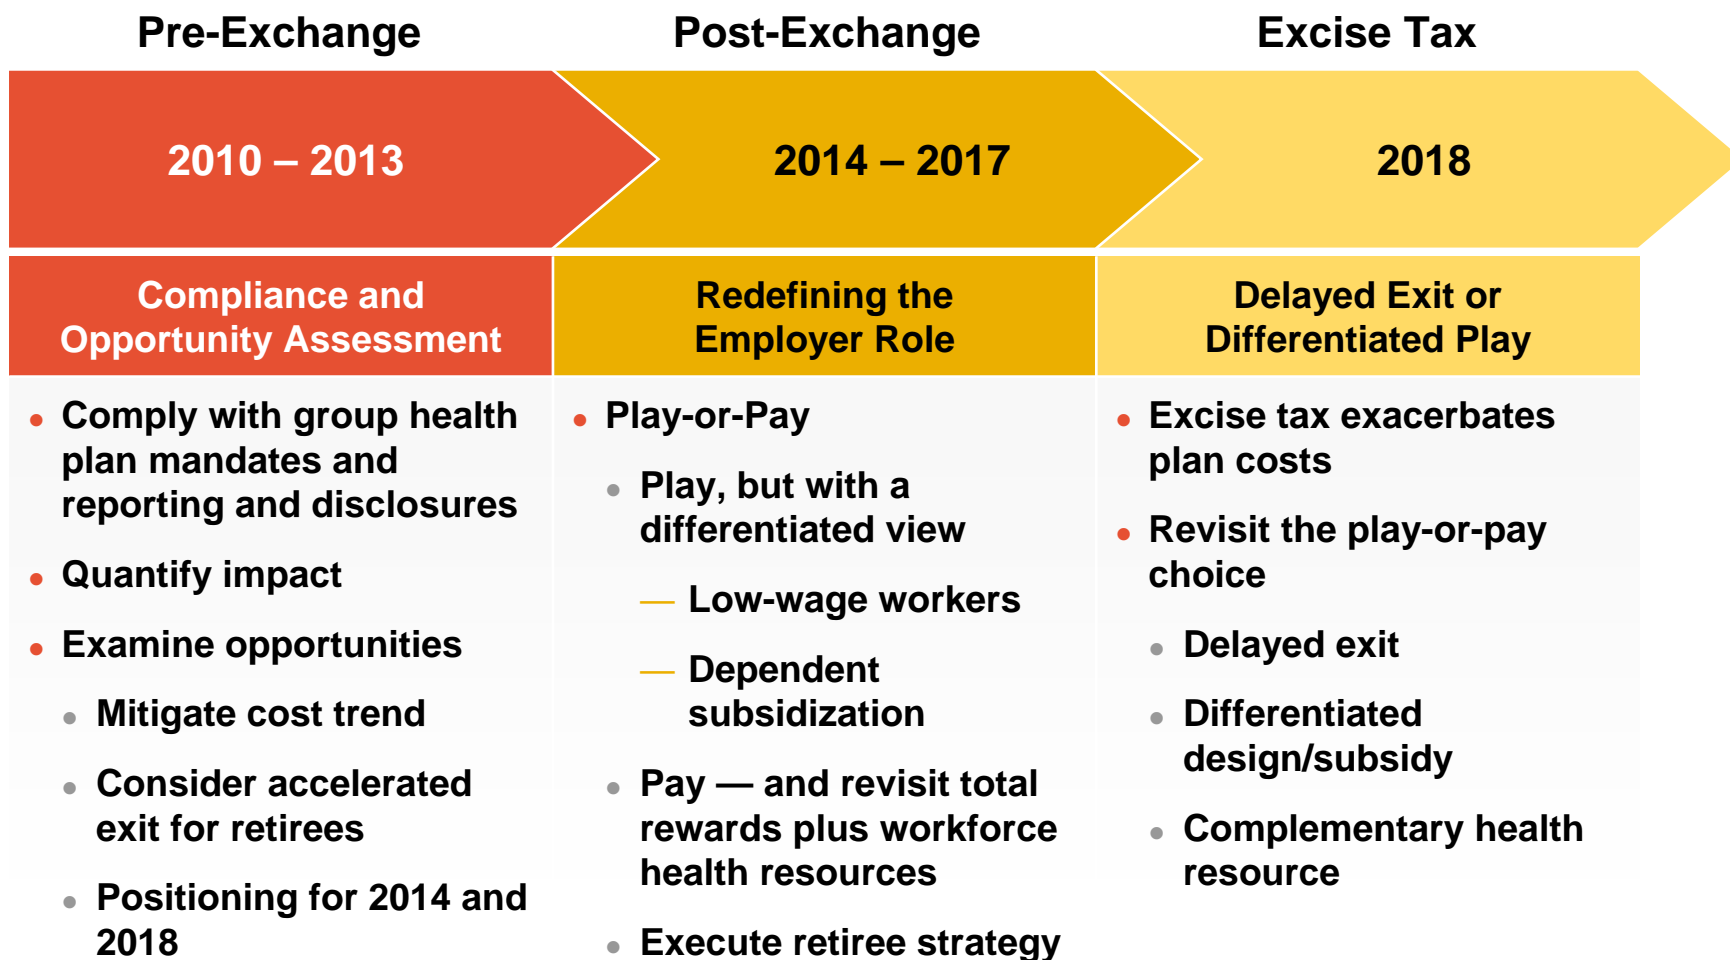 Pre-Exchange
Post-Exchange
Excise Tax
2010 – 2013
2014 – 2017
2018
Compliance and
Opportunity Assessment
Redefining the
Employer Role
Delayed Exit or
Differentiated Play
• Comply with group health
plan mandates and
reporting and disclosures
• Quantify impact
• Examine opportunities
• Mitigate cost trend
• Consider accelerated
exit for retirees
• Positioning for 2014 and
2018
• Play-or-Pay
• Play, but with a
differentiated view
— Low-wage workers
— Dependent
subsidization
• Pay — and revisit total
rewards plus workforce
health resources
• Execute retiree strategy
• Excise tax exacerbates
plan costs
• Revisit the play-or-pay
choice
• Delayed exit
• Differentiated
design/subsidy
• Complementary health
resource